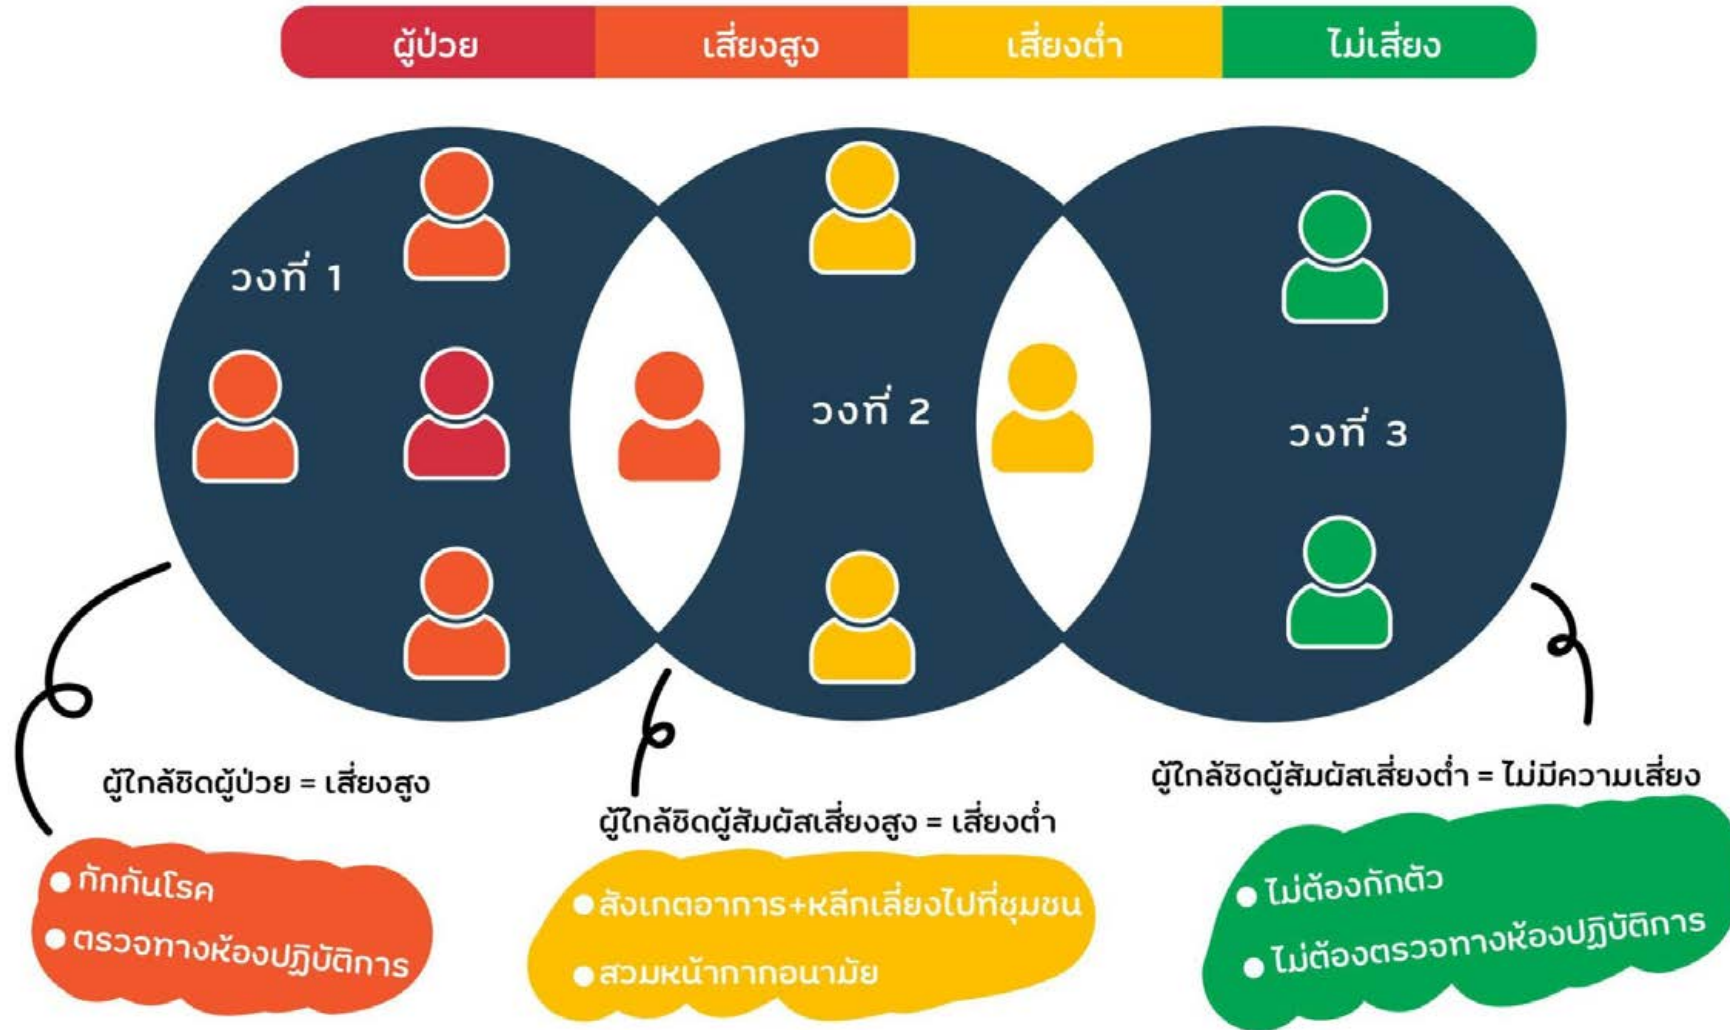 ผู้ป่วย
เสี่ยงสูง
เสี่ยงต่ำ
ไม่เสี่ยง
วงที่ 1
วงที่ 2
วงที่ 3
ผู้ใกล้ชิดผู้ป่วย = เสี่ยงสูง
กักกันโรค
ตรวจทางห้องปฏิบัติการ
ผู้ใกล้ชิดผู้สัมผัสเสี่ยงสูง = เสี่ยงต่ำ
สังเกตอาการ+หลีกเลี่ยงไปที่ชุมชน
สวมหน้ากากอนามัย
ผู้ใกล้ชิดผู้สัมผัสเสี่ยงต่ำ = ไม่มีความเสี่ยง
ไม่ต้องกักตัว
ไม่ต้องตรวจทางห้องปฏิบัติการ